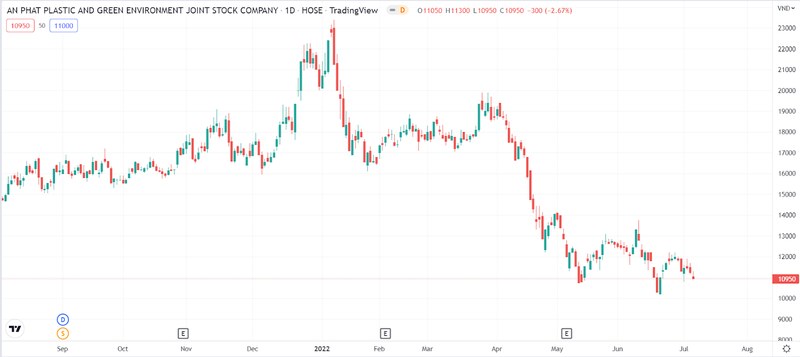 AN PHAT PLASTIC AND GREEN ENVIRONMENT JOINT STOCK COMPANY · 1D · HOSE · TradingView D O11050 H11300 L10950 C10950 −300 (−2.67%)
VND
10950 50 11000
23000
22000
21000
20000
19000
18000
17000
16000
15000
14000
13000
12000
10950
10000
9000
8000
D
S E E E
Sep Oct Nov Dec 2022 Feb Mar Apr May Jun Jul Aug